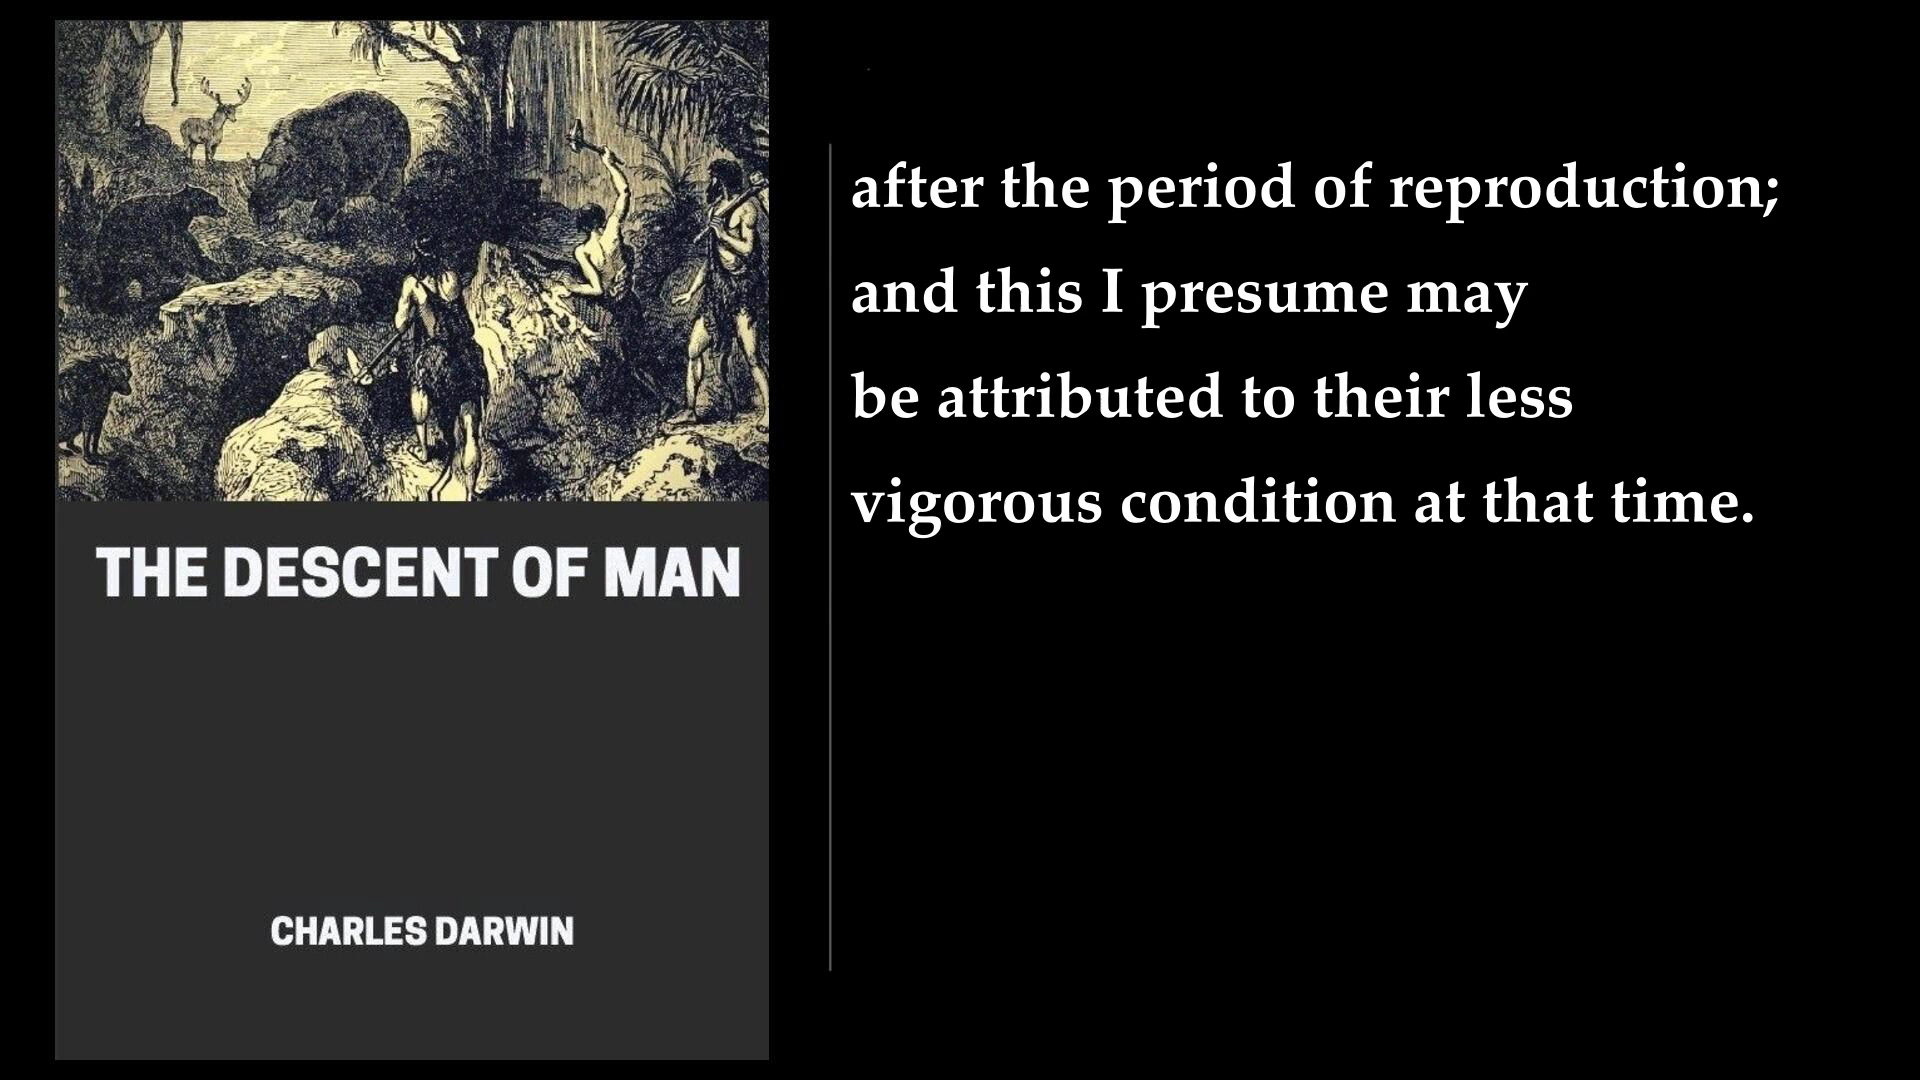 THE DESCENT OF MAN
CHARLES DARWIN
after the period of reproduction;
and this I presume may
be attributed to their less
vigorous condition at that time.